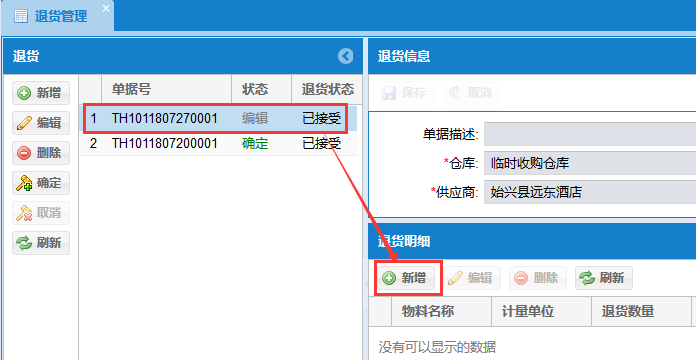 退货管理
退货
新增
编辑
删除
确定
取消
刷新
单据号 状态 退货状态
1 TH1011807270001 编辑 已接受
2 TH1011807200001 确定 已接受
退货信息
保存 取消
单据描述:
*仓库: 临时收购仓库
*供应商: 始兴县远东酒店
退货明细
新增 编辑 删除 刷新
物料名称 计量单位 退货数量
没有可以显示的数据